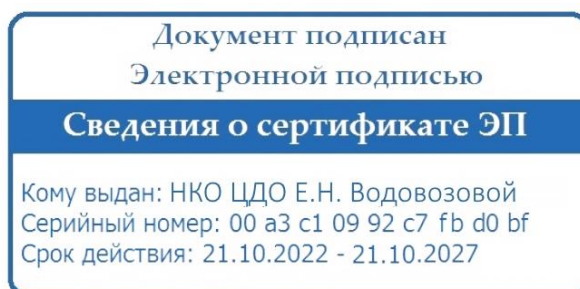 Документ подписан
Электронной подписью
Сведения о сертификате ЭП
Кому выдан: НКО ЦДО Е.Н. Водовозовой
Серийный номер: 00 a3 c1 09 92 c7 fb d0 bf
Срок действия: 21.10.2022 - 21.10.2027